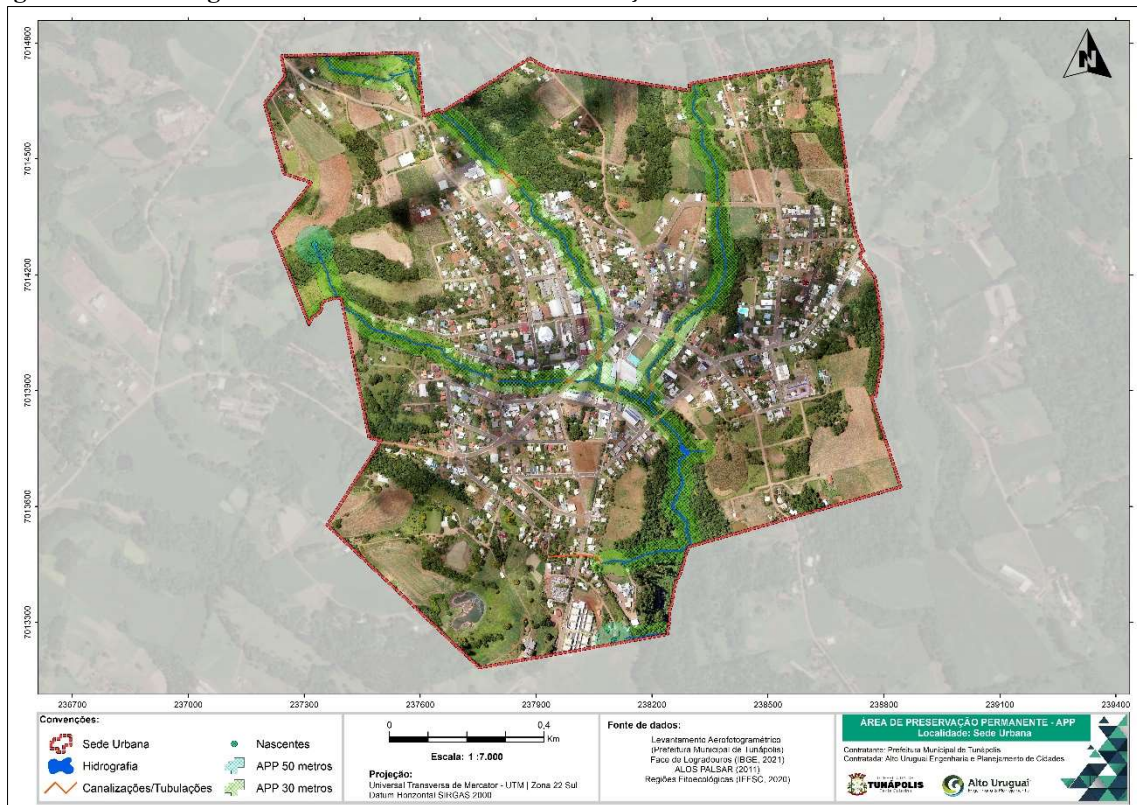 7014800
7014500
7014200
7013900
7013600
7013300
236700
237000
237300
237600
237900
238200
238500
238800
239100
239400
N
Convenções:
Sede Urbana
Hidrografia
Canalizações/Tubulações
Nascentes
APP 50 metros
APP 30 metros
0
0,4
Km
Escala: 1:7.000
Projeção:
Universal Transversa de Mercator - UTM | Zona 22 Sul
Datum Horizontal SIRGAS 2000
Fonte de dados:
Levantamento Aerofotogramétrico
(Prefeitura Municipal de Tunápolis)
Face de Logradouros (IBGE, 2021)
ALOS PALSAR (2011)
Regiões Fitoecológicas (IFFSC, 2020)
ÁREA DE PRESERVAÇÃO PERMANENTE - APP
Localidade: Sede Urbana
Contratante: Prefeitura Municipal de Tunápolis
Contratada: Alto Uruguai Engenharia e Planejamento de Cidades
TUNÁPOLIS
Alto Uruguai